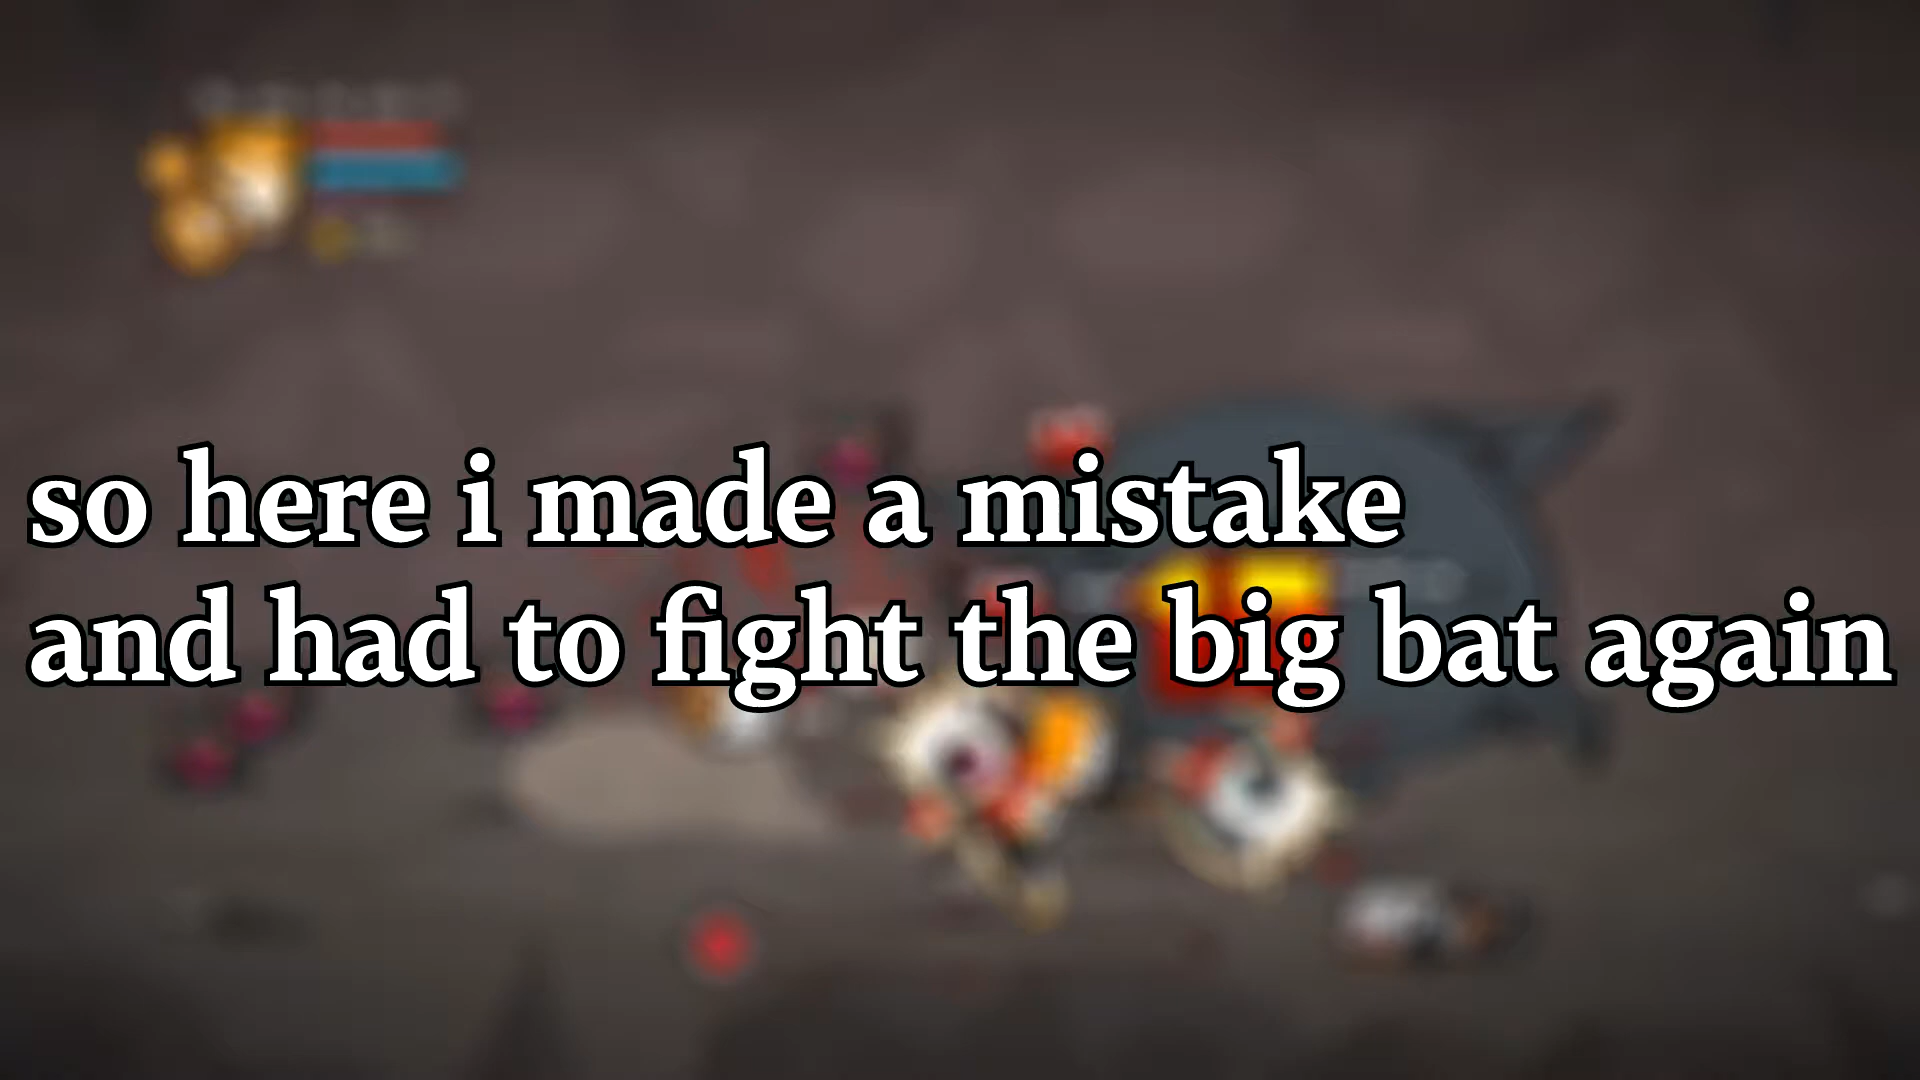 so here i made a mistake
and had to fight the big bat again